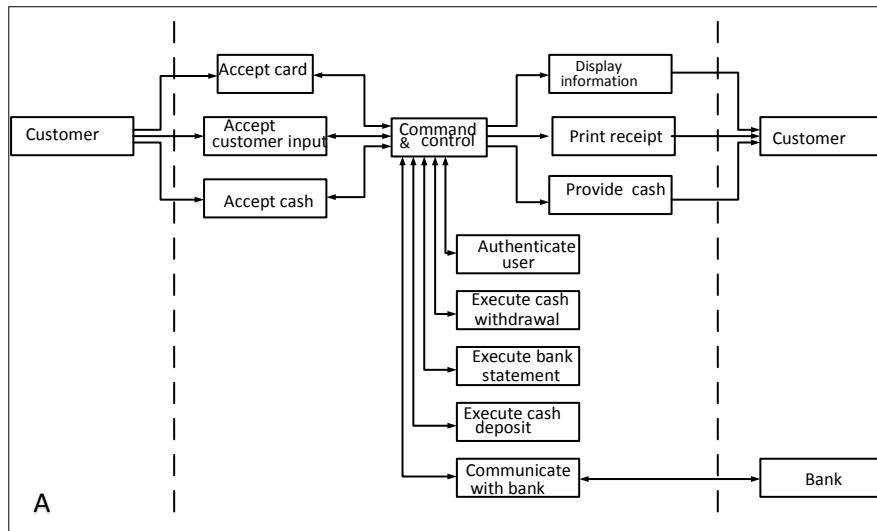 Customer
Accept card
Accept
customer input
Accept cash
Command
& control
Display
information
Print receipt
Provide cash
Customer
Authenticate
user
Execute cash
withdrawal
Execute bank
statement
Execute cash
deposit
Communicate
with bank
Bank
A